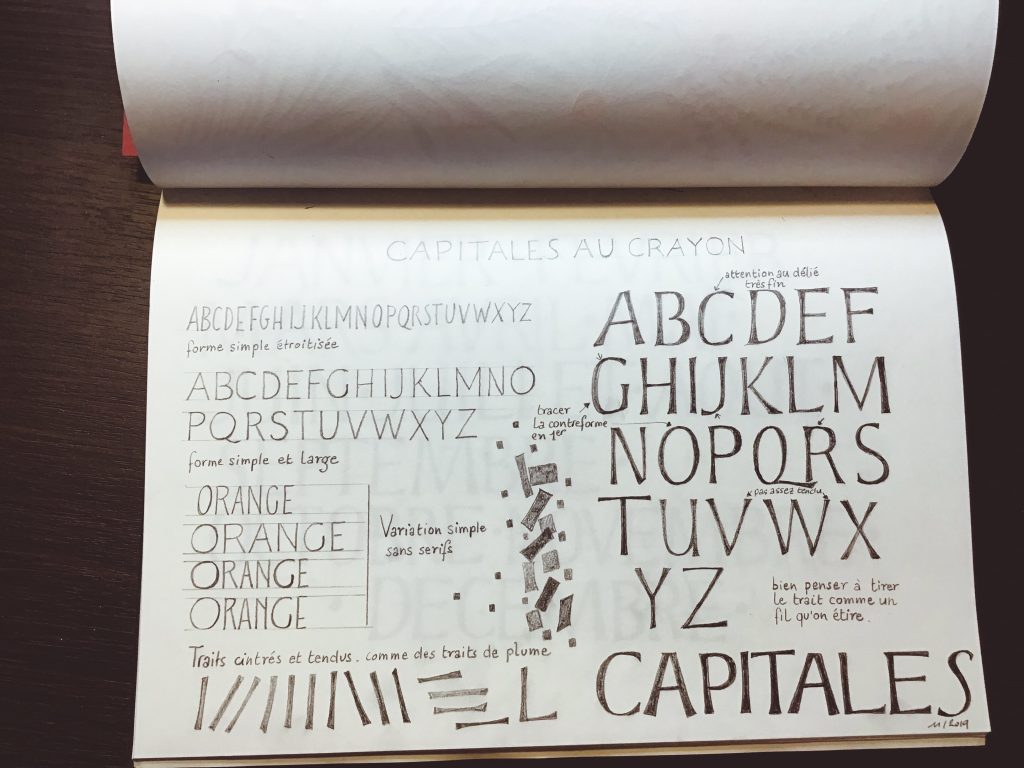 CAPITALES AU CRAYON
ABCDEFGHIJKLMNOPQRSTUVWXYZ
forme simple étroitisée
ABCDEFGHIJKLMNO
PQRSTUVWXYZ
forme simple et large
ORANGE
ORANGE
ORANGE
ORANGE
Variation simple
sans serifs
Traits cintrés et tendus. comme des traits de plume
L
attention au délié
très fin
ABCDEF
GHIJKLM
tracer
la contreforme
en 1er
NOPQRS
pas assez tendu
TUVWX
YZ
bien penser à tirer
le trait comme un
fil qu'on étire.
CAPITALES
11/2019